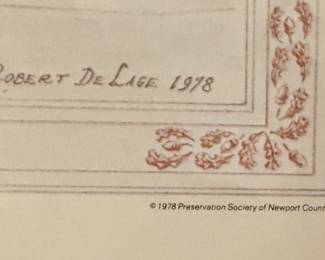 ROBERT DE LAGE 1978
© 1978 Preservation Society of Newport Count